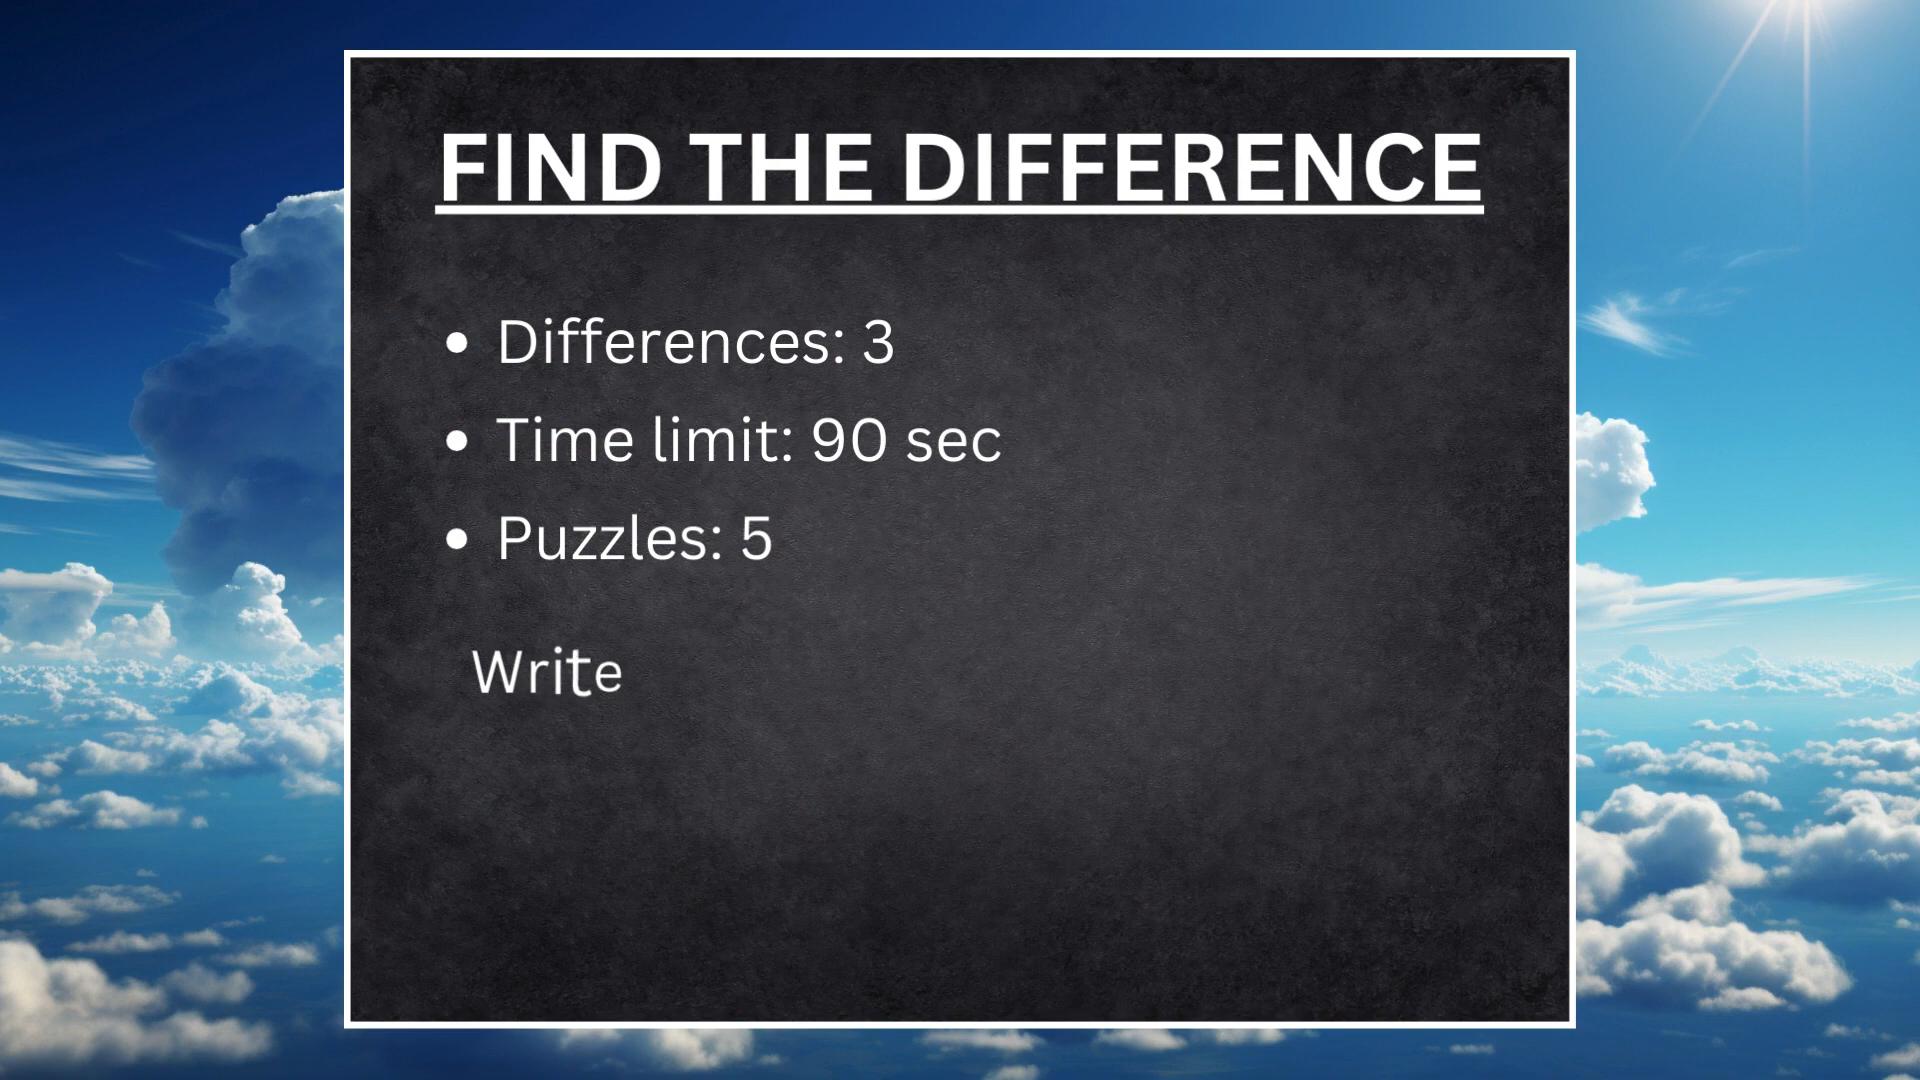 FIND THE DIFFERENCE
• Differences: 3
• Time limit: 90 sec
• Puzzles: 5
Write